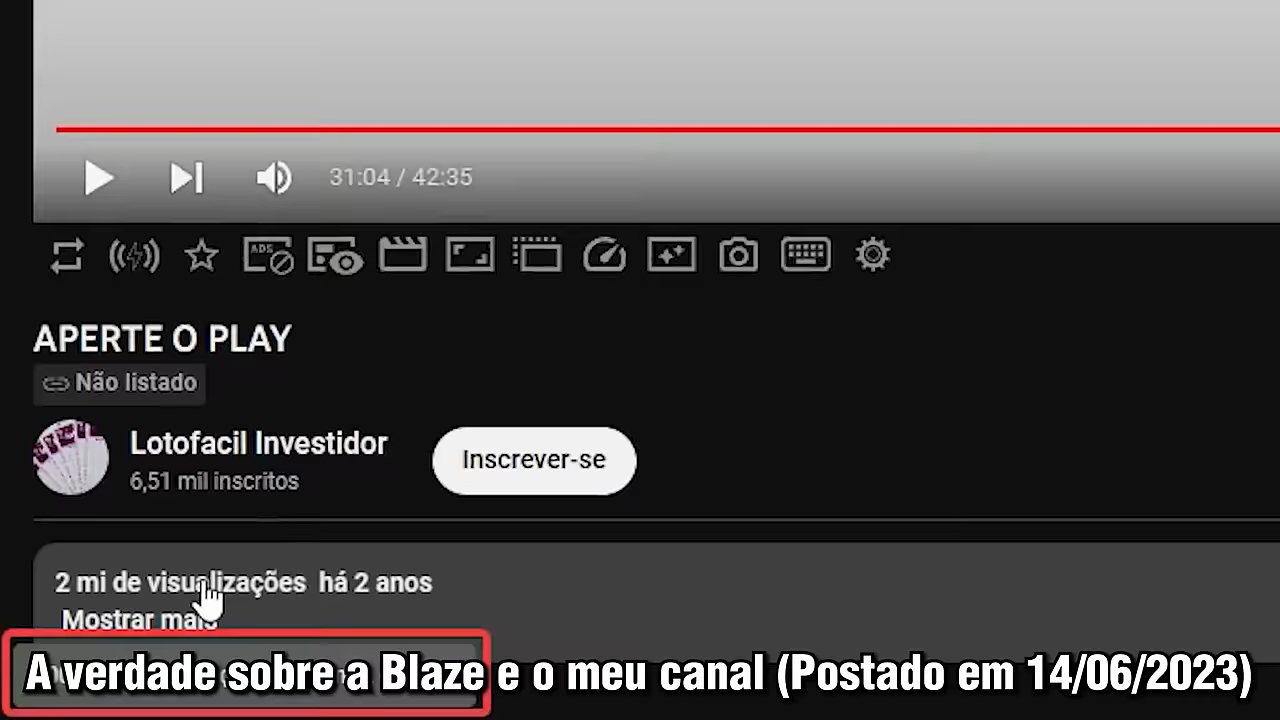 31:04 / 42:35
ADS
APERTE O PLAY
Não listado
Lotofacil Investidor
6,51 mil inscritos
Inscrever-se
2 mi de visualizações há 2 anos
Mostrar mais
A verdade sobre a Blaze e o meu canal (Postado em 14/06/2023)